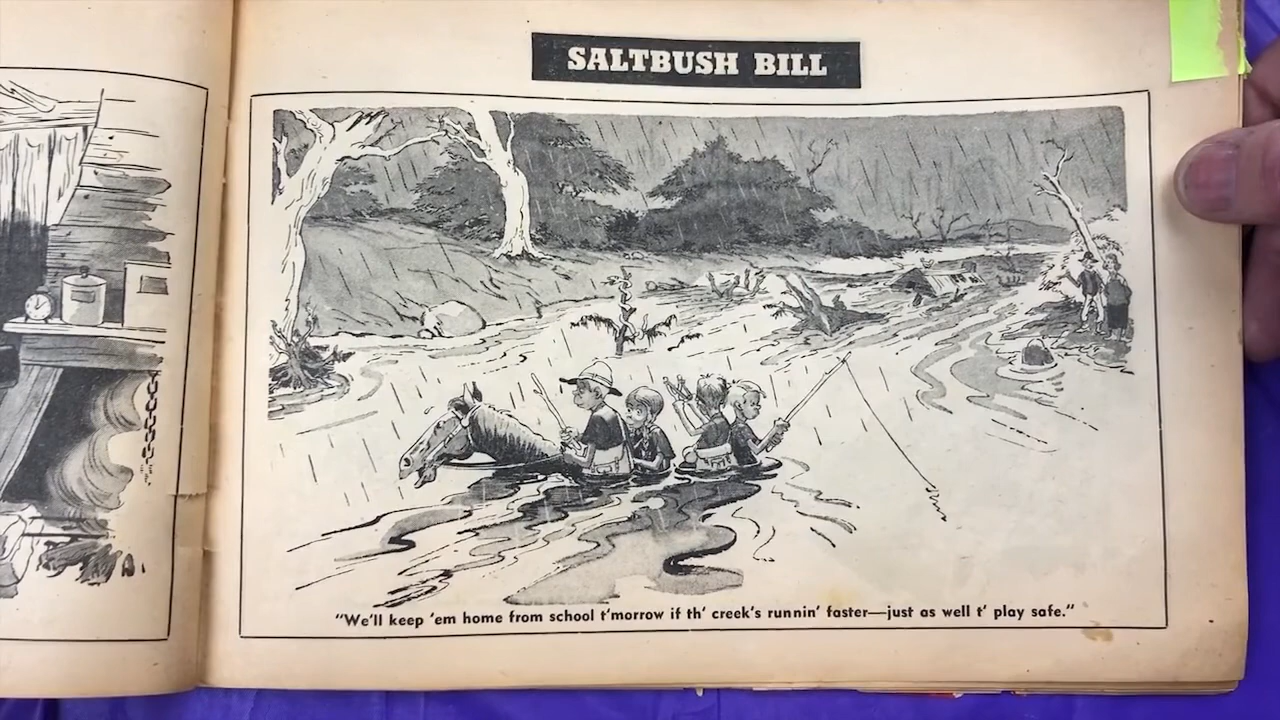 SALTBUSH BILL
"We'll keep 'em home from school t'morrow if th' creek's runnin' faster—just as well t' play safe."